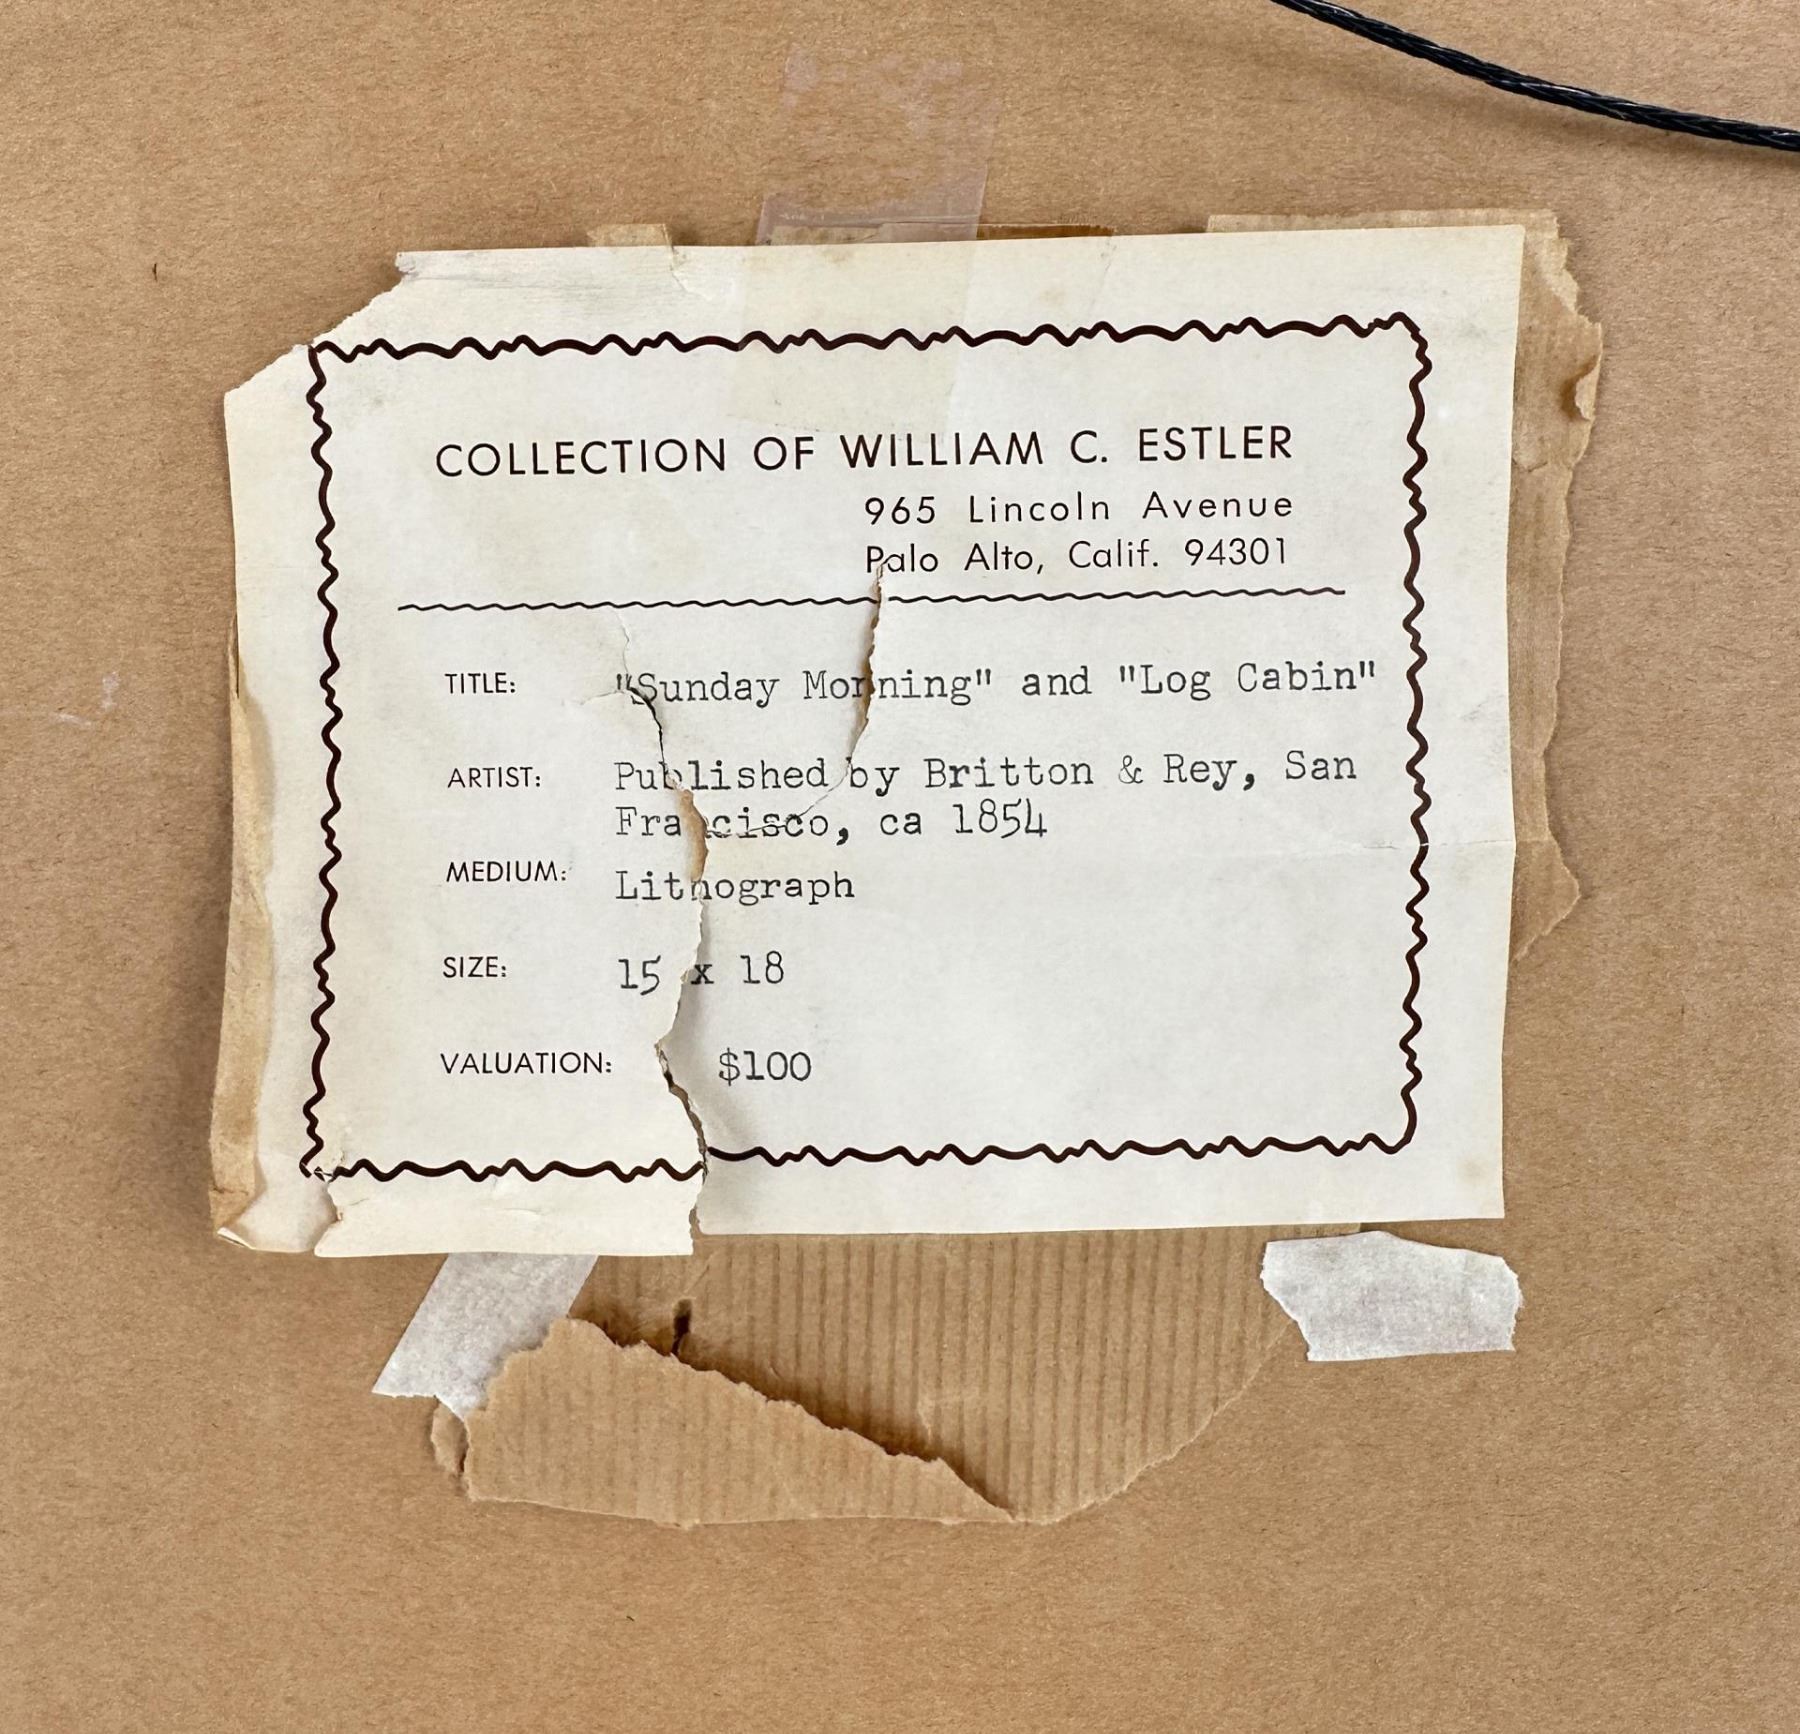 COLLECTION OF WILLIAM C. ESTLER
965 Lincoln Avenue
Palo Alto, Calif. 94301
TITLE: "Sunday Morning" and "Log Cabin"
ARTIST: Published by Britton & Rey, San
Francisco, ca 1854
MEDIUM: Lithograph
SIZE: 15 x 18
VALUATION: $100